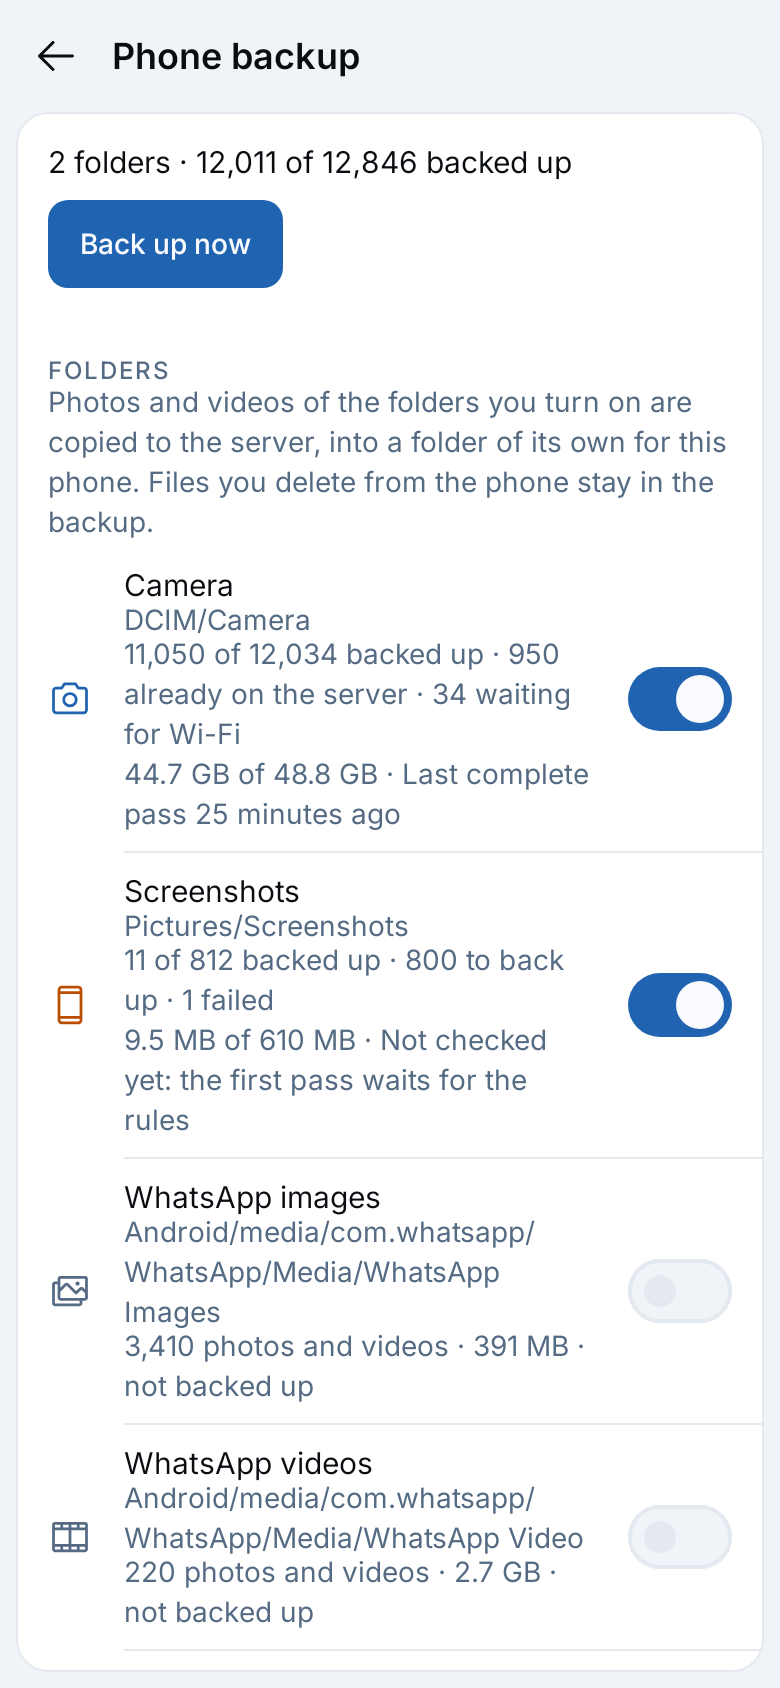 Phone backup
2 folders · 12,011 of 12,846 backed up
Back up now
FOLDERS
Photos and videos of the folders you turn on are
copied to the server, into a folder of its own for this
phone. Files you delete from the phone stay in the
backup.
Camera
DCIM/Camera
11,050 of 12,034 backed up · 950
already on the server · 34 waiting
for Wi-Fi
44.7 GB of 48.8 GB · Last complete
pass 25 minutes ago
Screenshots
Pictures/Screenshots
11 of 812 backed up · 800 to back
up · 1 failed
9.5 MB of 610 MB · Not checked
yet: the first pass waits for the
rules
WhatsApp images
Android/media/com.whatsapp/
WhatsApp/Media/WhatsApp
Images
3,410 photos and videos · 391 MB ·
not backed up
WhatsApp videos
Android/media/com.whatsapp/
WhatsApp/Media/WhatsApp Video
220 photos and videos · 2.7 GB ·
not backed up